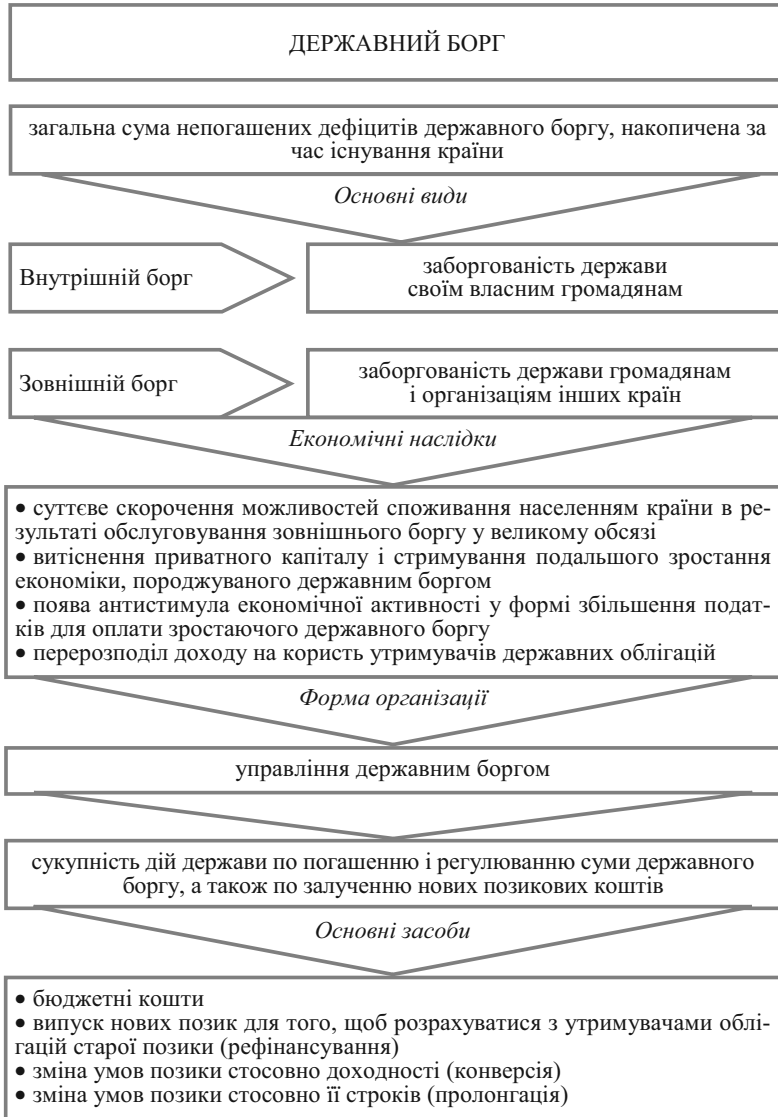 ДЕРЖАВНИЙ БОРГ
загальна сума непогашених дефіцитів державного боргу, накопичена за
час існування країни
Основні види
Внутрішній борг
заборгованість держави
своїм власним громадянам
Зовнішній борг
заборгованість держави громадянам
і організаціям інших країн
Економічні наслідки
• суттєве скорочення можливостей споживання населенням країни в ре-
зультаті обслуговування зовнішнього боргу у великому обсязі
• витіснення приватного капіталу і стримування подальшого зростання
економіки, породжуваного державним боргом
• поява антистимула економічної активності у формі збільшення подат-
ків для оплати зростаючого державного боргу
• перерозподіл доходу на користь утримувачів державних облігацій
Форма організації
управління державним боргом
сукупність дій держави по погашенню і регулюванню суми державного
боргу, а також по залученню нових позикових коштів
Основні засоби
• бюджетні кошти
• випуск нових позик для того, щоб розрахуватися з утримувачами облі-
гацій старої позики (рефінансування)
• зміна умов позики стосовно доходності (конверсія)
• зміна умов позики стосовно її строків (пролонгація)